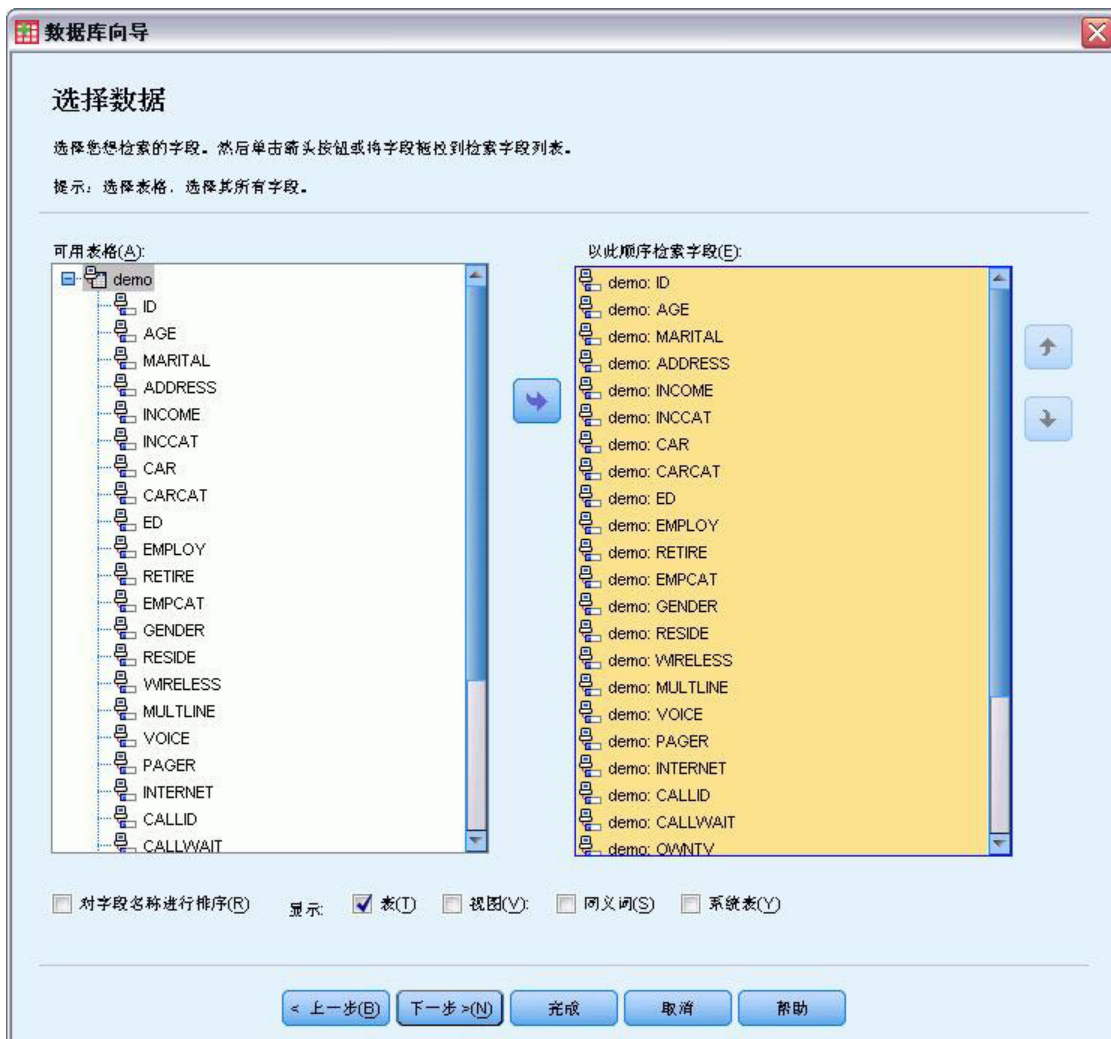 数据库向导
选择数据
选择您想检索的字段。然后单击箭头按钮或将字段拖拉到检索字段列表。
提示：选择表格，选择其所有字段。
可用表格(A):
demo
ID
AGE
MARITAL
ADDRESS
INCOME
INCCAT
CAR
CARCAT
ED
EMPLOY
RETIRE
EMPCAT
GENDER
RESIDE
WIRELESS
MULTLINE
VOICE
PAGER
INTERNET
CALLID
CALLWAIT
以此顺序检索字段(E):
demo: ID
demo: AGE
demo: MARITAL
demo: ADDRESS
demo: INCOME
demo: INCCAT
demo: CAR
demo: CARCAT
demo: ED
demo: EMPLOY
demo: RETIRE
demo: EMPCAT
demo: GENDER
demo: RESIDE
demo: WIRELESS
demo: MULTLINE
demo: VOICE
demo: PAGER
demo: INTERNET
demo: CALLID
demo: CALLWAIT
demo: OWNTV
对字段名称进行排序(R) 显示: 表(T) 视图(V): 同义词(S) 系统表(Y)
< 上一步(B) 下一步 >(N) 完成 取消 帮助